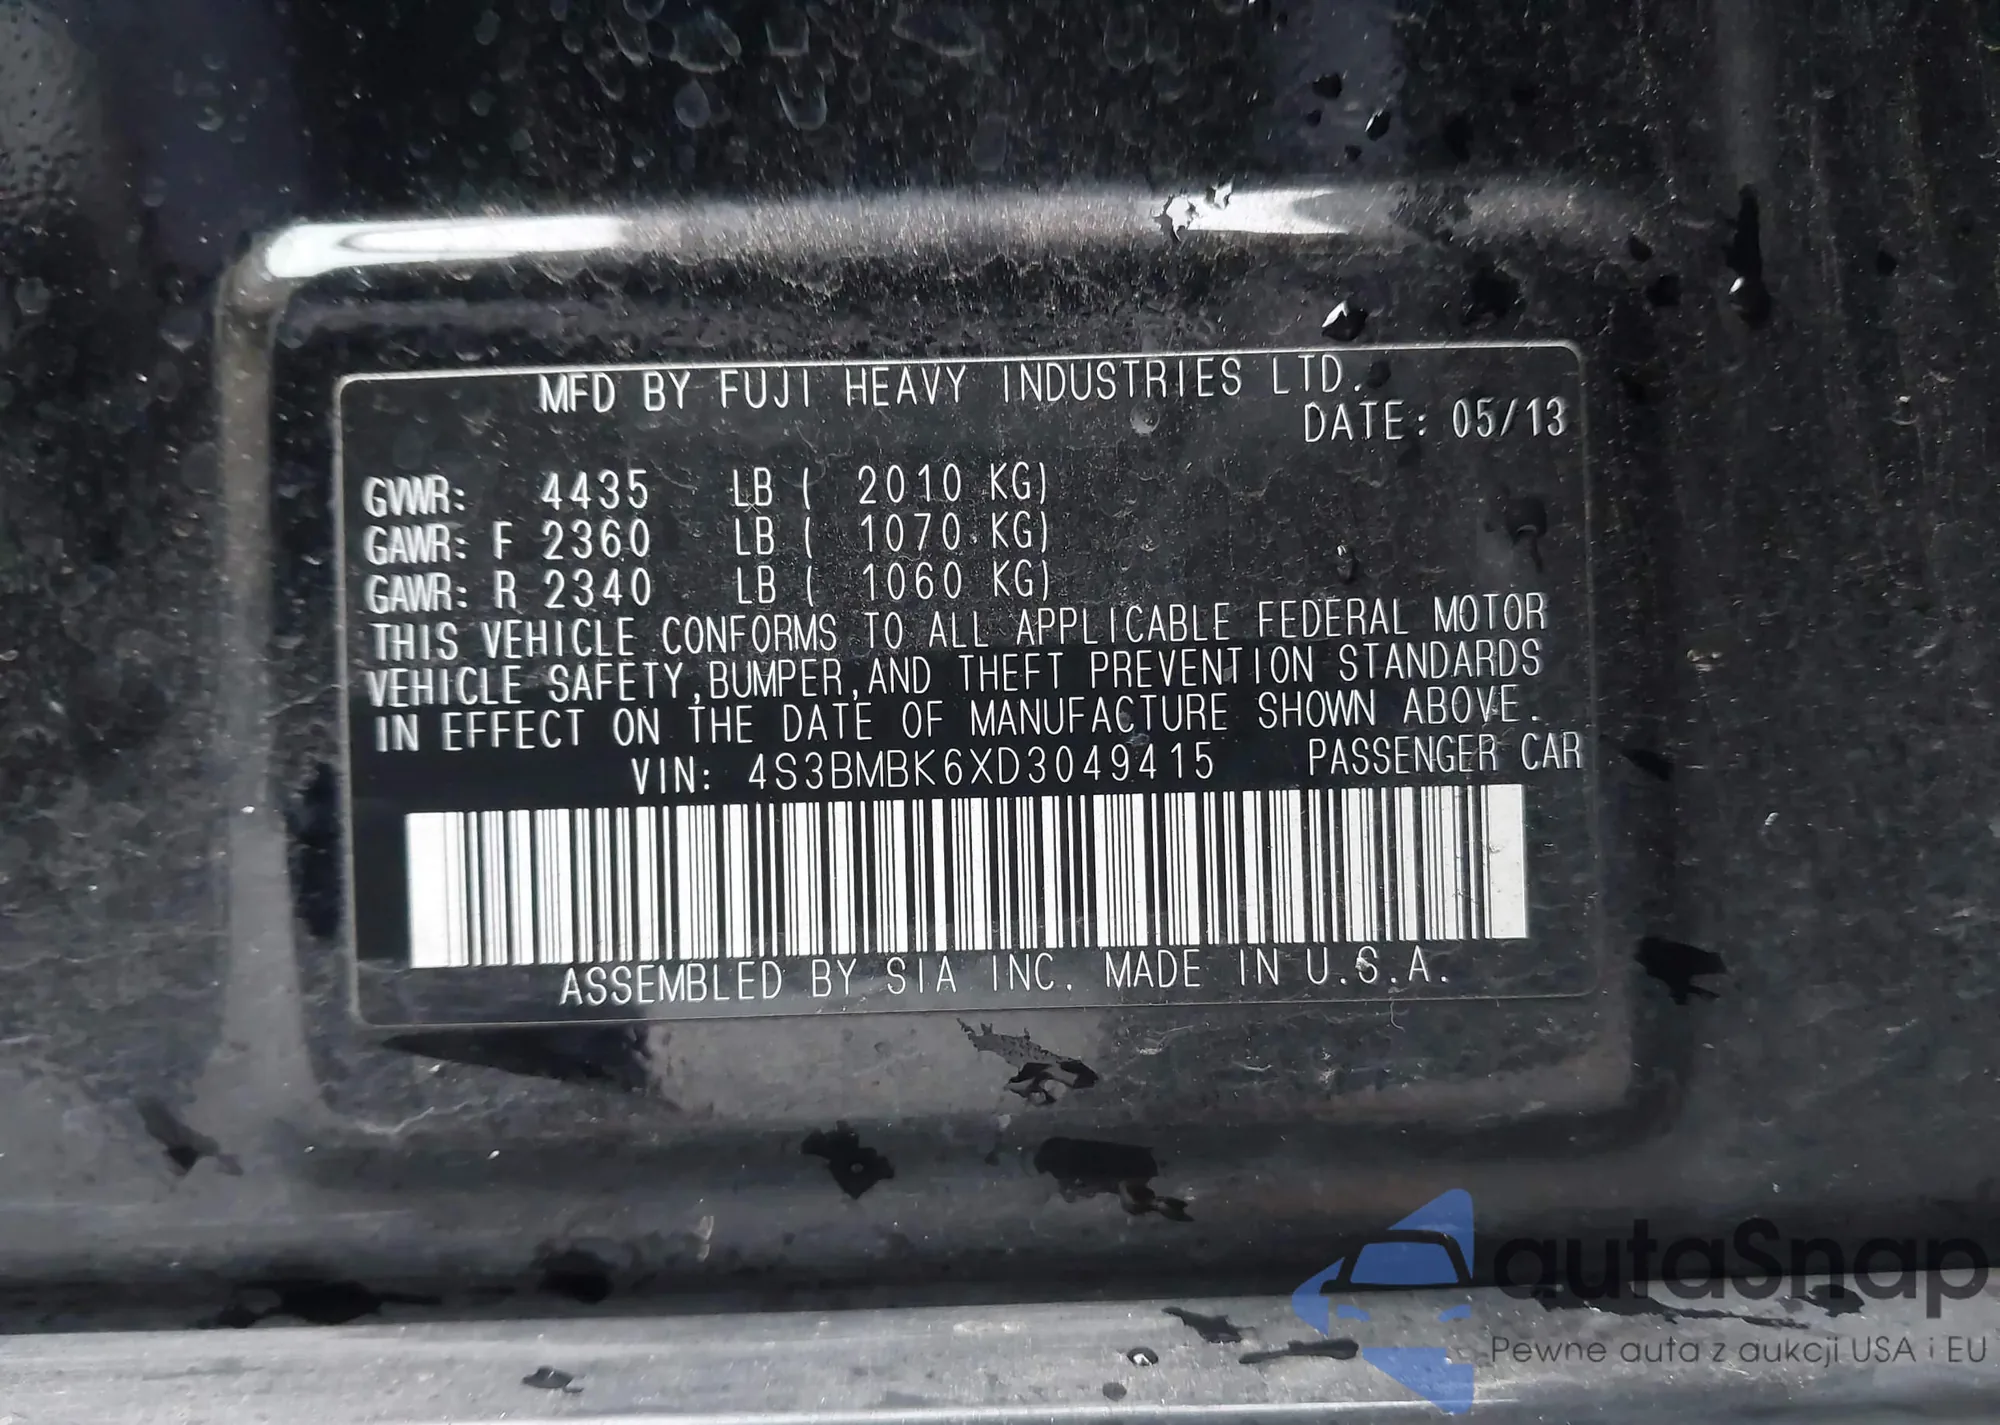 MFD BY FUJI HEAVY INDUSTRIES LTD.
DATE: 05/13
GVWR: 4435 LB ( 2010 KG)
GAWR: F 2360 LB ( 1070 KG)
GAWR: R 2340 LB ( 1060 KG)
THIS VEHICLE CONFORMS TO ALL APPLICABLE FEDERAL MOTOR
VEHICLE SAFETY,BUMPER,AND THEFT PREVENTION STANDARDS
IN EFFECT ON THE DATE OF MANUFACTURE SHOWN ABOVE.
VIN: 4S3BMBK6XD3049415 PASSENGER CAR
ASSEMBLED BY SIA INC. MADE IN U.S.A.
autaSnap
Pewne auta z aukcji USA i EU